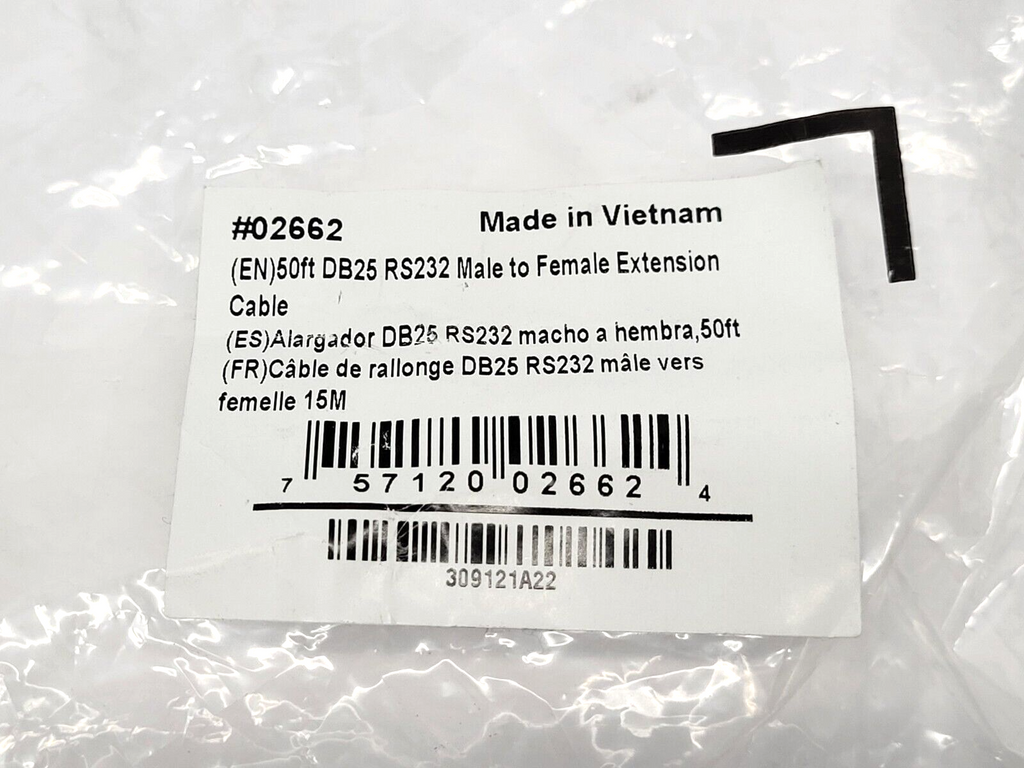 #02662 Made in Vietnam
(EN)50ft DB25 RS232 Male to Female Extension
Cable
(ES)Alargador DB25 RS232 macho a hembra,50ft
(FR)Câble de rallonge DB25 RS232 mâle vers
femelle 15M
7 57120 02662 4
309121A22